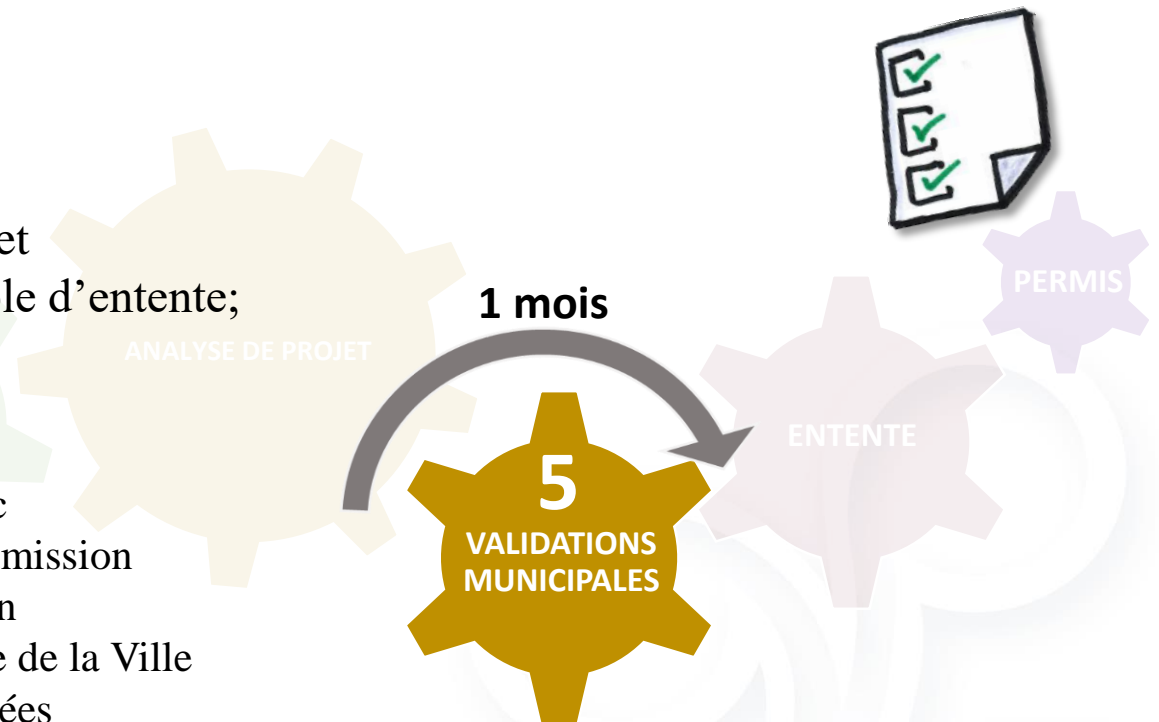 et
le d’entente;
c
mission
n
e de la Ville
ées
ANALYSE DE PROJET
1 mois
5
VALIDATIONS
MUNICIPALES
ENTENTE
PERMIS